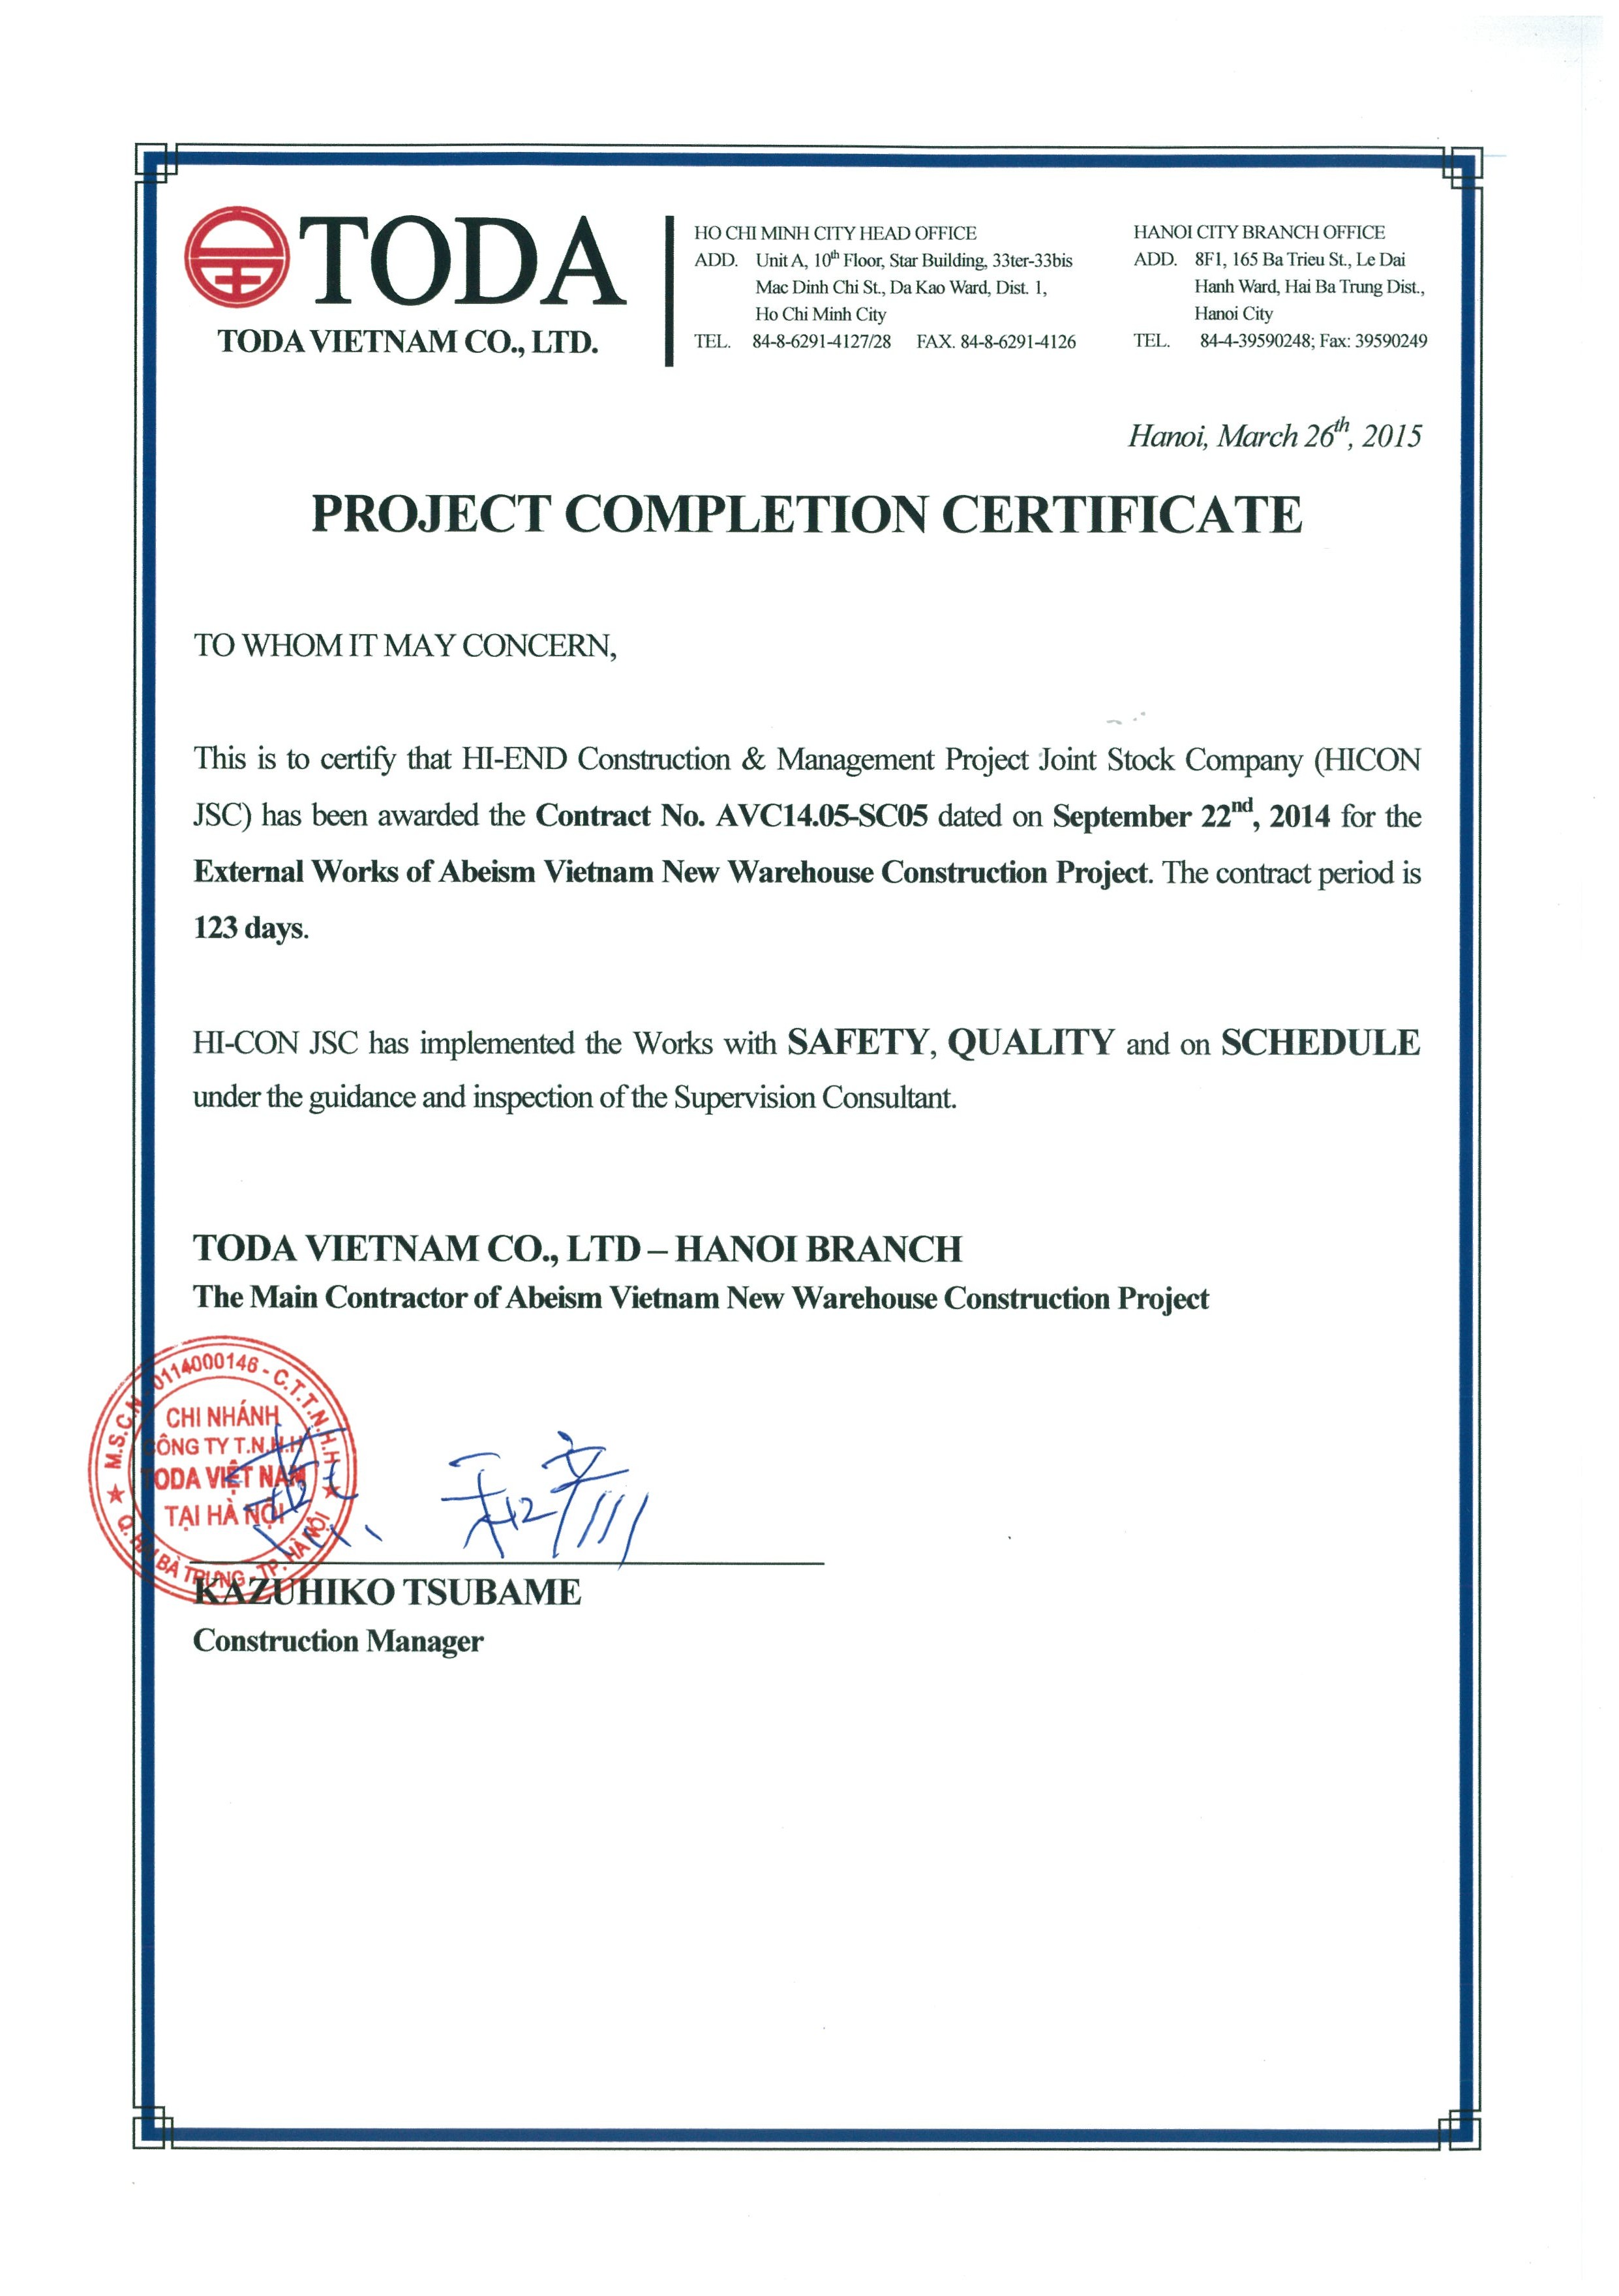 TODA
TODA VIETNAM CO., LTD.
HO CHI MINH CITY HEAD OFFICE
ADD. Unit A, 10th Floor, Star Building, 33ter-33bis
Mac Dinh Chi St., Da Kao Ward, Dist. 1,
Ho Chi Minh City
TEL. 84-8-6291-4127/28 FAX. 84-8-6291-4126
HANOI CITY BRANCH OFFICE
ADD. 8F1, 165 Ba Trieu St., Le Dai
Hanh Ward, Hai Ba Trung Dist.,
Hanoi City
TEL. 84-4-39590248; Fax: 39590249
Hanoi, March 26th, 2015
PROJECT COMPLETION CERTIFICATE
TO WHOM IT MAY CONCERN,
This is to certify that HI-END Construction & Management Project Joint Stock Company (HICON
JSC) has been awarded the Contract No. AVC14.05-SC05 dated on September 22nd, 2014 for the
External Works of Abeism Vietnam New Warehouse Construction Project. The contract period is
123 days.
HI-CON JSC has implemented the Works with SAFETY, QUALITY and on SCHEDULE
under the guidance and inspection of the Supervision Consultant.
TODA VIETNAM CO., LTD – HANOI BRANCH
The Main Contractor of Abeism Vietnam New Warehouse Construction Project
M.S.C.N 0114000146 - C.T.T.N.H.H
CHI NHÁNH
CÔNG TY T.N.H.H
TODA VIỆT NAM
TẠI HÀ NỘI
Q. HAI BÀ TRƯNG - TP. HÀ NỘI
KAZUHIKO TSUBAME
Construction Manager